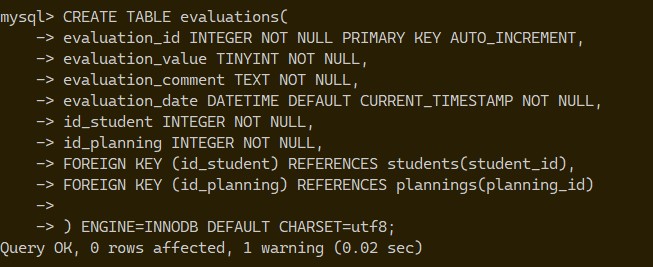 mysql> CREATE TABLE evaluations(
    -> evaluation_id INTEGER NOT NULL PRIMARY KEY AUTO_INCREMENT,
    -> evaluation_value TINYINT NOT NULL,
    -> evaluation_comment TEXT NOT NULL,
    -> evaluation_date DATETIME DEFAULT CURRENT_TIMESTAMP NOT NULL,
    -> id_student INTEGER NOT NULL,
    -> id_planning INTEGER NOT NULL,
    -> FOREIGN KEY (id_student) REFERENCES students(student_id),
    -> FOREIGN KEY (id_planning) REFERENCES plannings(planning_id)
    ->
    -> ) ENGINE=INNODB DEFAULT CHARSET=utf8;
Query OK, 0 rows affected, 1 warning (0.02 sec)